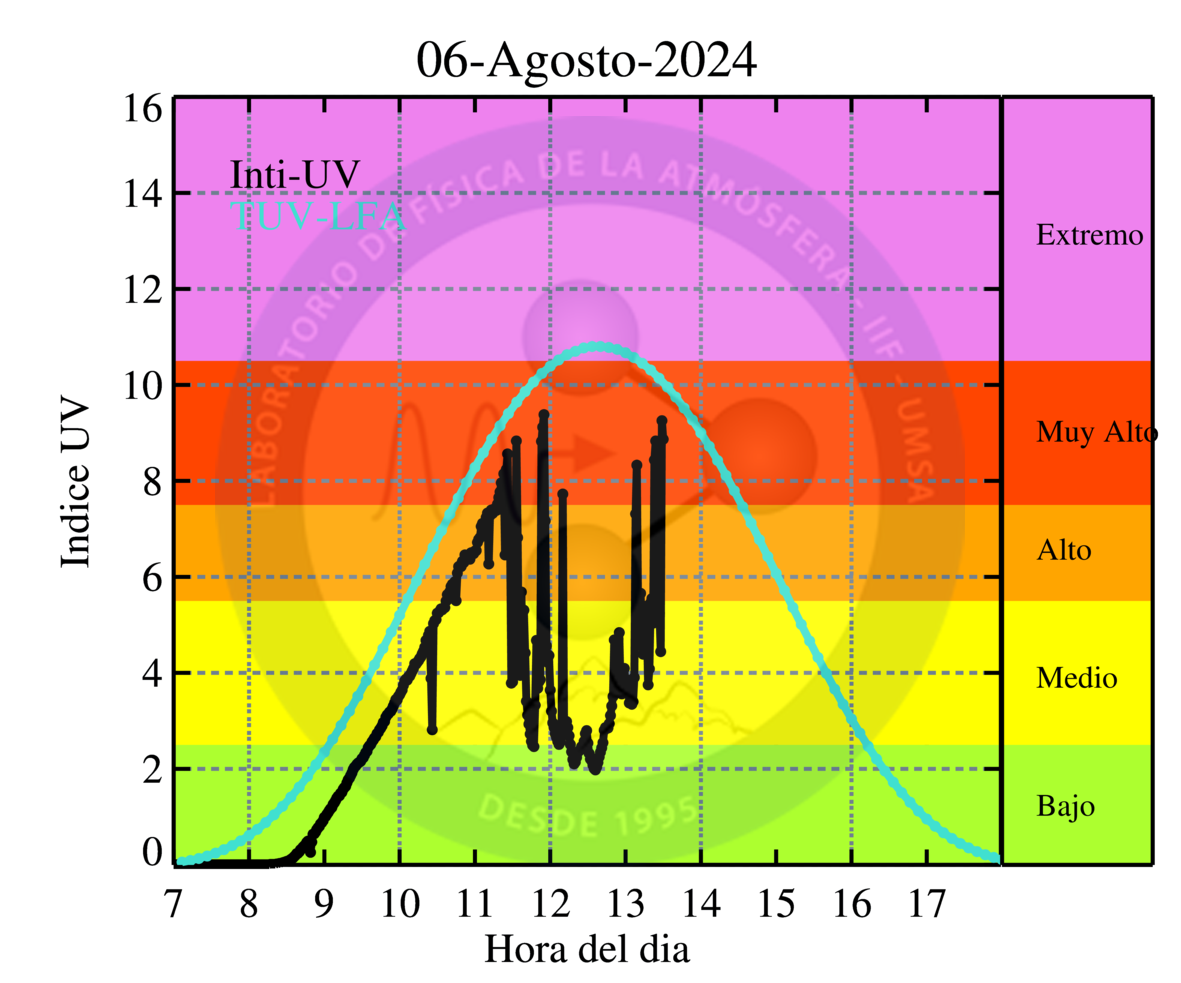 06-Agosto-2024
16
14
12
10
8
6
4
2
0
Indice UV
Inti-UV
TUV-LFA
LABORATORIO DE FÍSICA DE LA ATMÓSFERA - IIF - UMSA
DESDE 1995
Extremo
Muy Alto
Alto
Medio
Bajo
7 8 9 10 11 12 13 14 15 16 17
Hora del dia